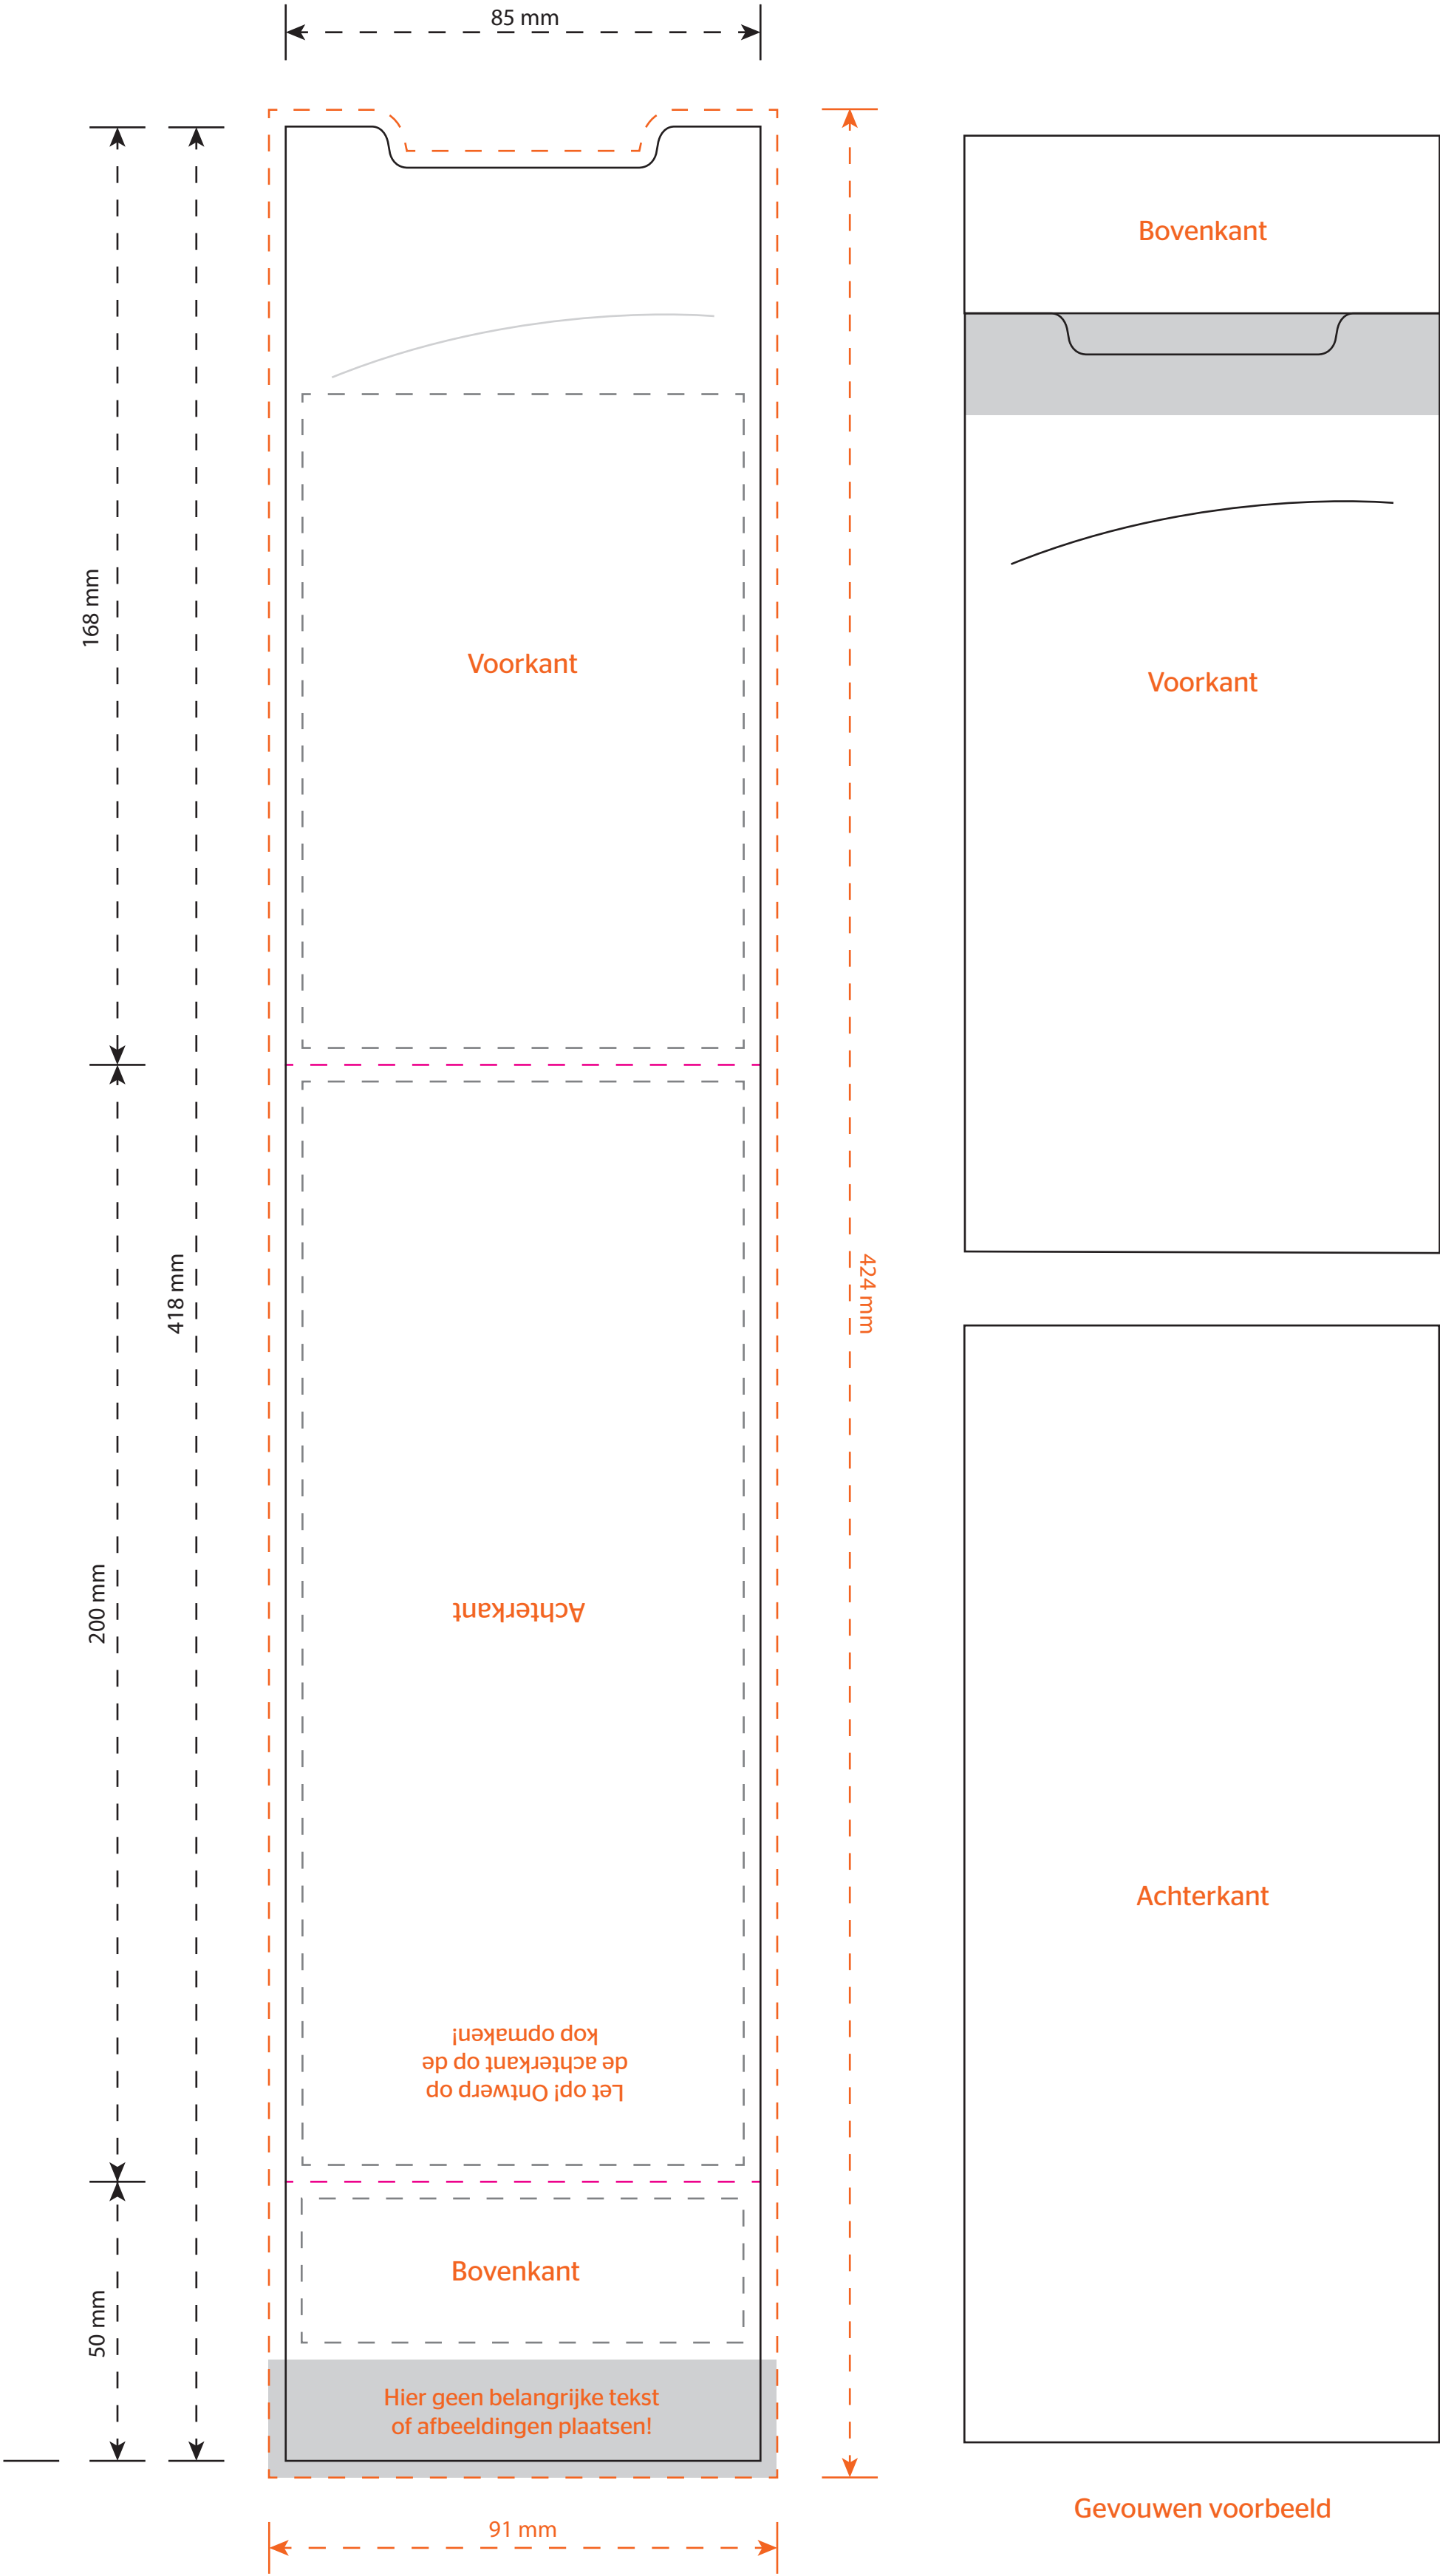 85 mm
Bovenkant
168 mm
Voorkant
Voorkant
418 mm
424 mm
200 mm
Achterkant
Achterkant
Let op! Ontwerp op
de achterkant op de
kop opmaken!
Bovenkant
50 mm
Hier geen belangrijke tekst
of afbeeldingen plaatsen!
Gevouwen voorbeeld
91 mm